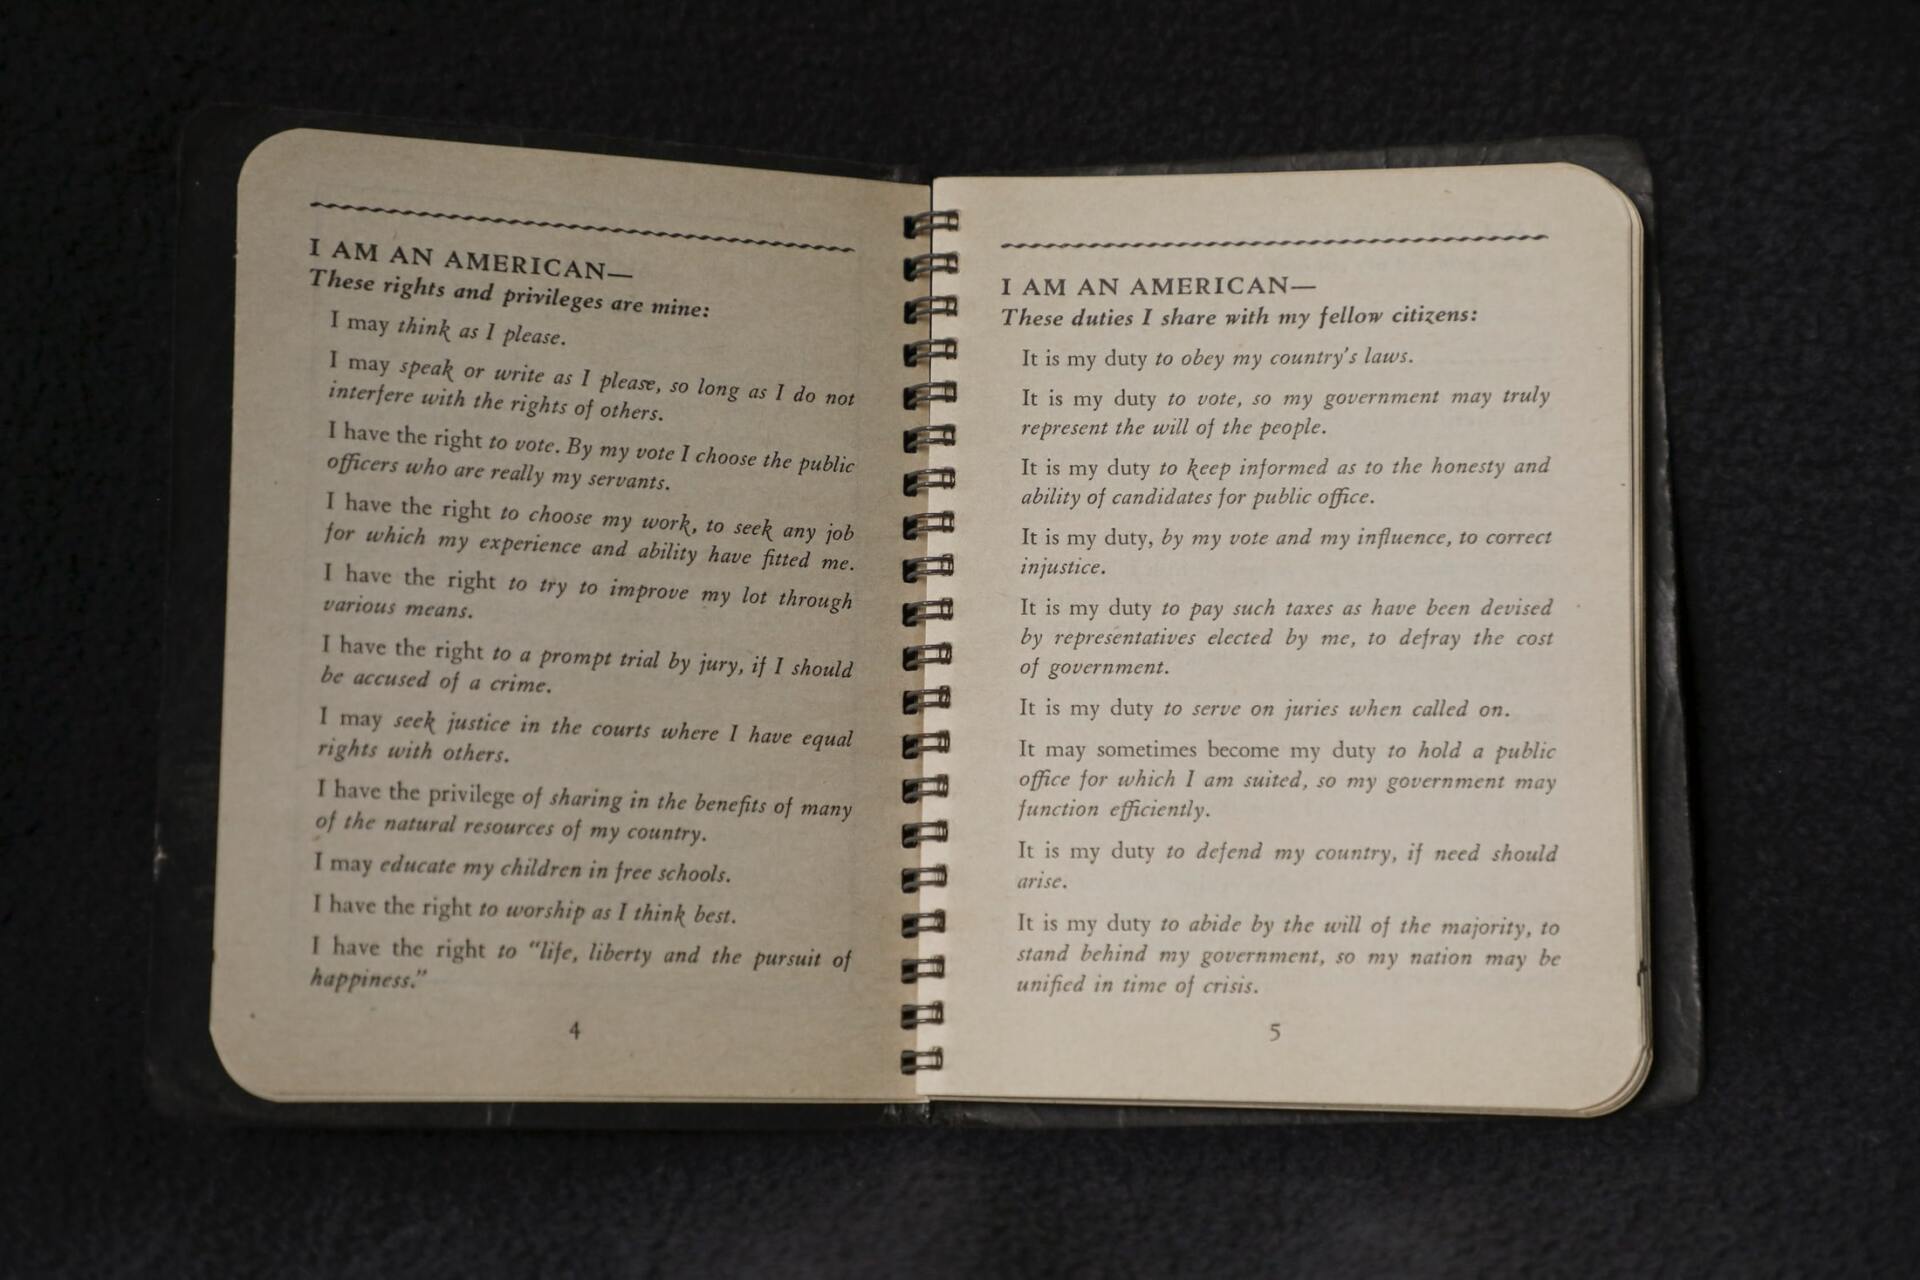 I AM AN AMERICAN—
These rights and privileges are mine:
I may think as I please.
I may speak or write as I please, so long as I do not
interfere with the rights of others.
I have the right to vote. By my vote I choose the public
officers who are really my servants.
I have the right to choose my work, to seek any job
for which my experience and ability have fitted me.
I have the right to try to improve my lot through
various means.
I have the right to a prompt trial by jury, if I should
be accused of a crime.
I may seek justice in the courts where I have equal
rights with others.
I have the privilege of sharing in the benefits of many
of the natural resources of my country.
I may educate my children in free schools.
I have the right to worship as I think best.
I have the right to “life, liberty and the pursuit of
happiness.”
4
I AM AN AMERICAN—
These duties I share with my fellow citizens:
It is my duty to obey my country's laws.
It is my duty to vote, so my government may truly
represent the will of the people.
It is my duty to keep informed as to the honesty and
ability of candidates for public office.
It is my duty, by my vote and my influence, to correct
injustice.
It is my duty to pay such taxes as have been devised
by representatives elected by me, to defray the cost
of government.
It is my duty to serve on juries when called on.
It may sometimes become my duty to hold a public
office for which I am suited, so my government may
function efficiently.
It is my duty to defend my country, if need should
arise.
It is my duty to abide by the will of the majority, to
stand behind my government, so my nation may be
unified in time of crisis.
5